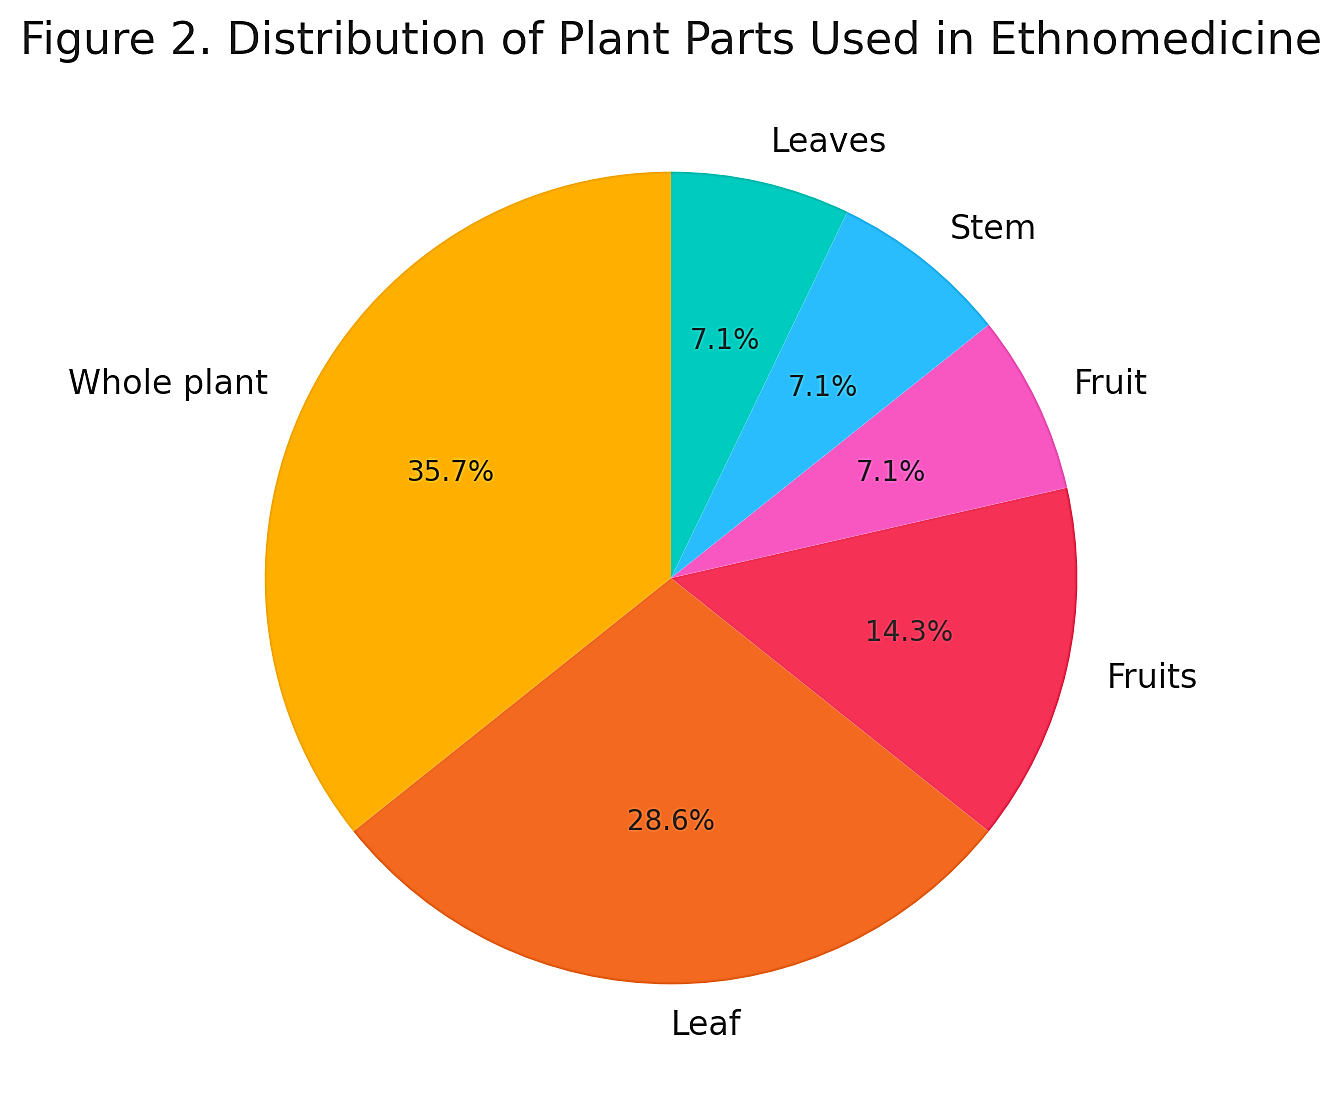 Figure 2. Distribution of Plant Parts Used in Ethnomedicine
Leaves
Stem
7.1%
Whole plant
7.1%
Fruit
35.7%
7.1%
14.3%
Fruits
28.6%
Leaf